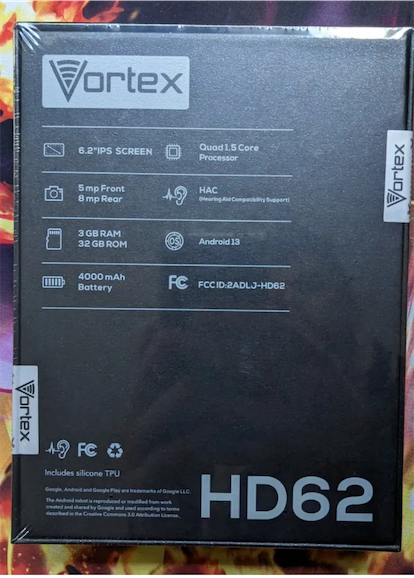 Vortex
6.2"IPS SCREEN
Quad 1.5 Core
Processor
5 mp Front
8 mp Rear
HAC
(Hearing Aid Compatibility Support)
3 GB RAM
32 GB ROM
OS
Android 13
4000 mAh
Battery
FC
FCC ID:2ADLJ-HD62
Vortex
Vortex
FC
Includes silicone TPU
Google, Android and Google Play are trademarks of Google LLC.
The Android robot is reproduced or modified from work
created and shared by Google and used according to terms
described in the Creative Commons 3.0 Attribution License.
HD62